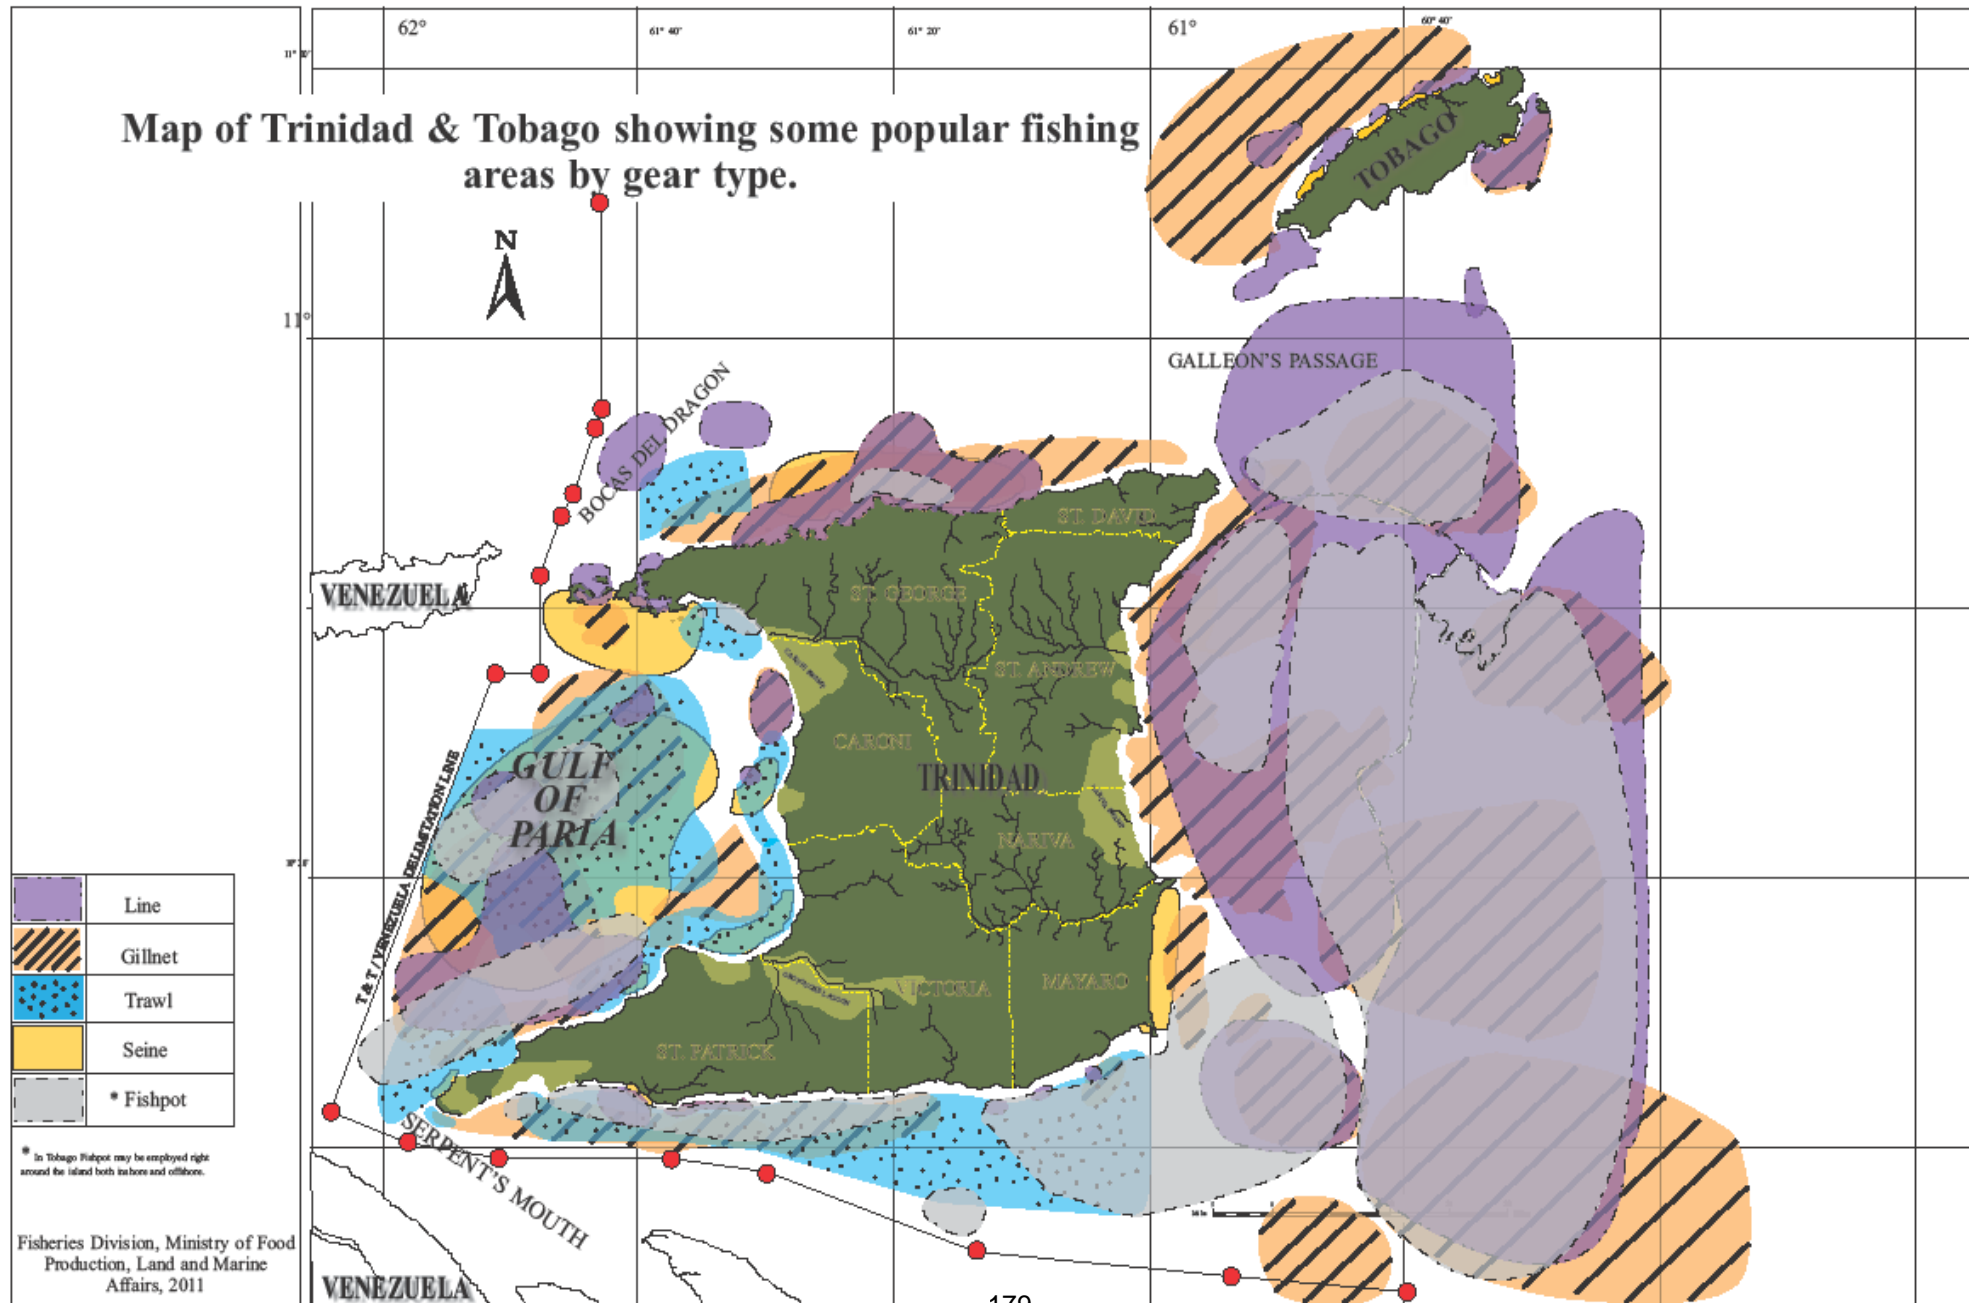 62°
61° 40'
61° 20'
61°
60° 40'
Map of Trinidad & Tobago showing some popular fishing
areas by gear type.
N
TOBAGO
11°
GALLEON'S PASSAGE
BOCAS DEL DRAGON
VENEZUELA
ST. DAVID
ST. GEORGE
ST. ANDREW
CARONI
TRINIDAD
NARIVA
GULF
OF
PARIA
T & T / VENEZUELA DELIMITATION LINE
MAYARO
VICTORIA
ST. PATRICK
SERPENT'S MOUTH
VENEZUELA
Line
Gillnet
Trawl
Seine
* Fishpot
* In Tobago Fishpot may be employed right
around the island both inshore and offshore.
Fisheries Division, Ministry of Food
Production, Land and Marine
Affairs, 2011